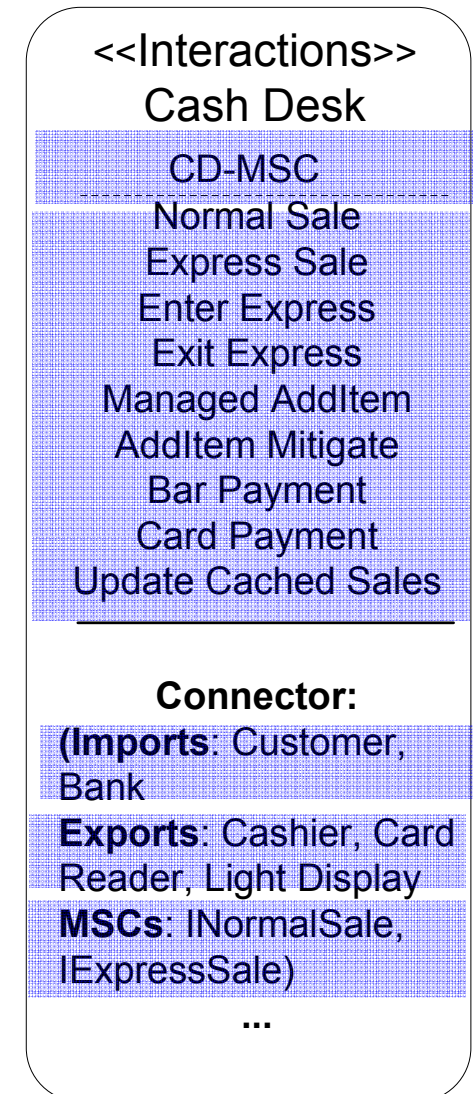 <<Interactions>>
Cash Desk
CD-MSC
Normal Sale
Express Sale
Enter Express
Exit Express
Managed AddItem
AddItem Mitigate
Bar Payment
Card Payment
Update Cached Sales
Connector:
(Imports: Customer,
Bank
Exports: Cashier, Card
Reader, Light Display
MSCs: INormalSale,
IExpressSale)
...